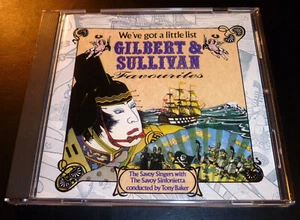 We've got a little list
GILBERT &
SULLIVAN
Favourites
The Savoy Singers with
The Savoy Sinfonietta
conducted by Tony Baker